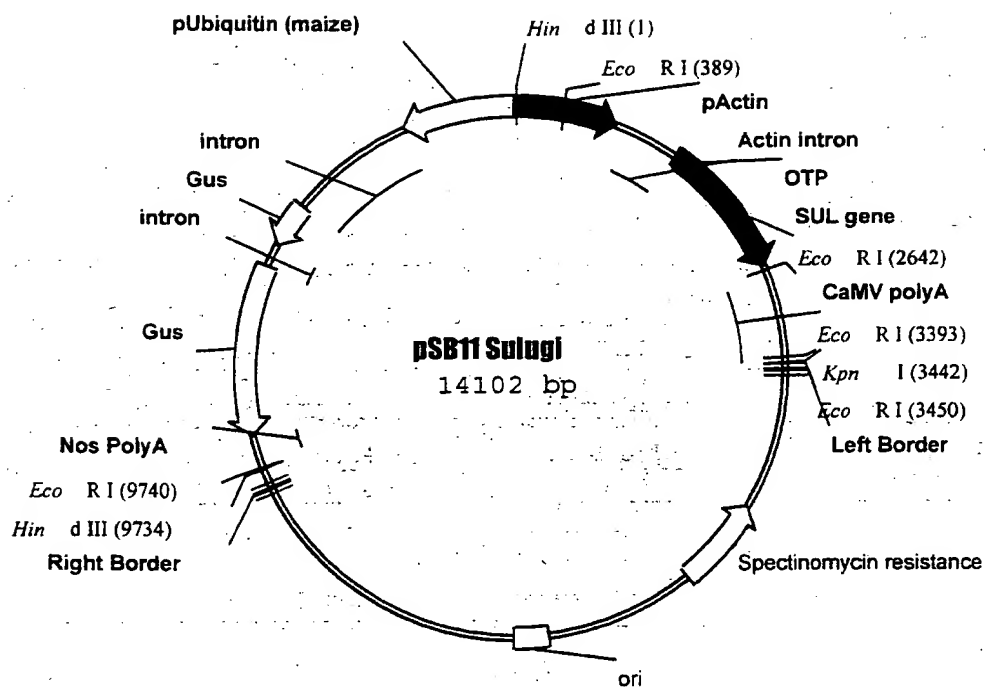 pUbiquitin (maize)
Hin d III (1)
Eco R I (389)
pActin
intron
Actin intron
Gus
OTP
intron
SUL gene
Eco R I (2642)
CaMV polyA
Gus
pSB11 Sulugi
14102 bp
Eco R I (3393)
Kpn I (3442)
Eco R I (3450)
Left Border
Nos PolyA
Eco R I (9740)
Hin d III (9734)
Right Border
Spectinomycin resistance
ori